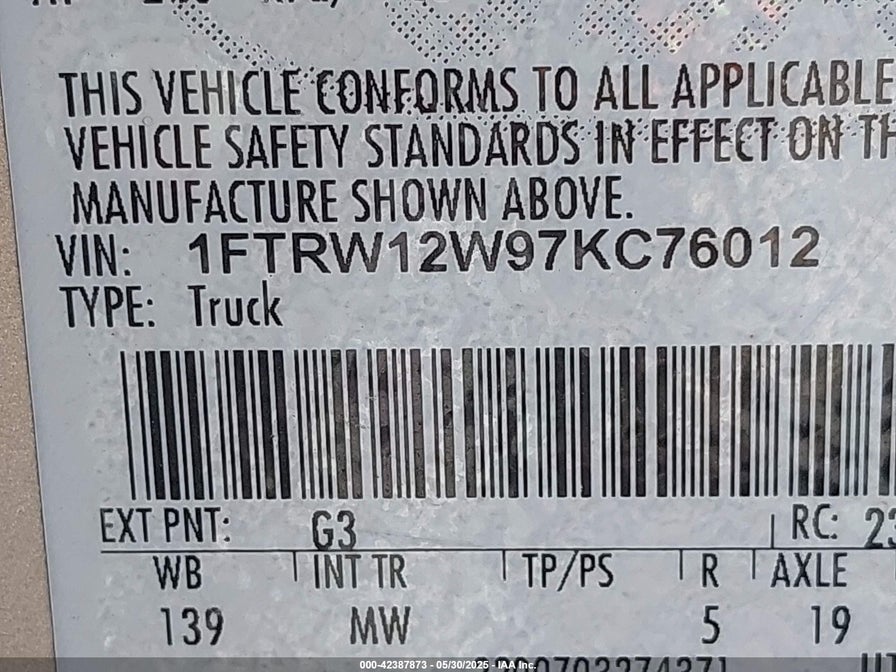 THIS VEHICLE CONFORMS TO ALL APPLICABLE
VEHICLE SAFETY STANDARDS IN EFFECT ON
MANUFACTURE SHOWN ABOVE.
VIN: 1FTRW12W97KC76012
TYPE: Truck
EXT PNT: G3 RC: 23
WB INT TR TP/PS R AXLE
139 MW 5 19
000-42387873 - 05/30/2025 - IAA Inc.